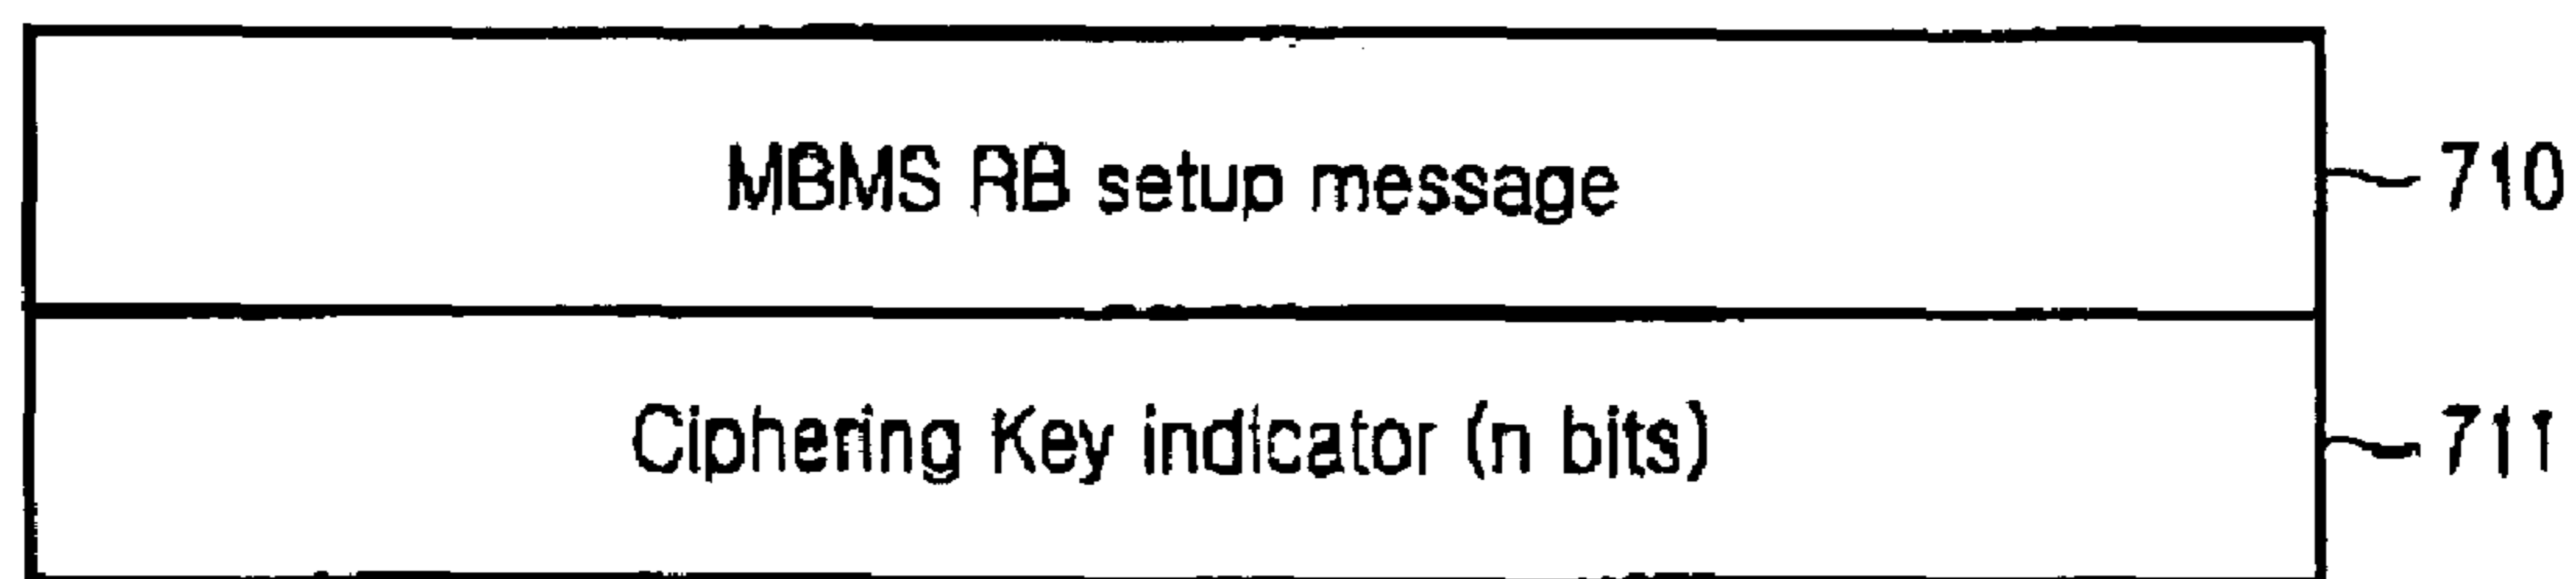 MBMS RB setup message 710
Ciphering Key indicator (n bits) 711